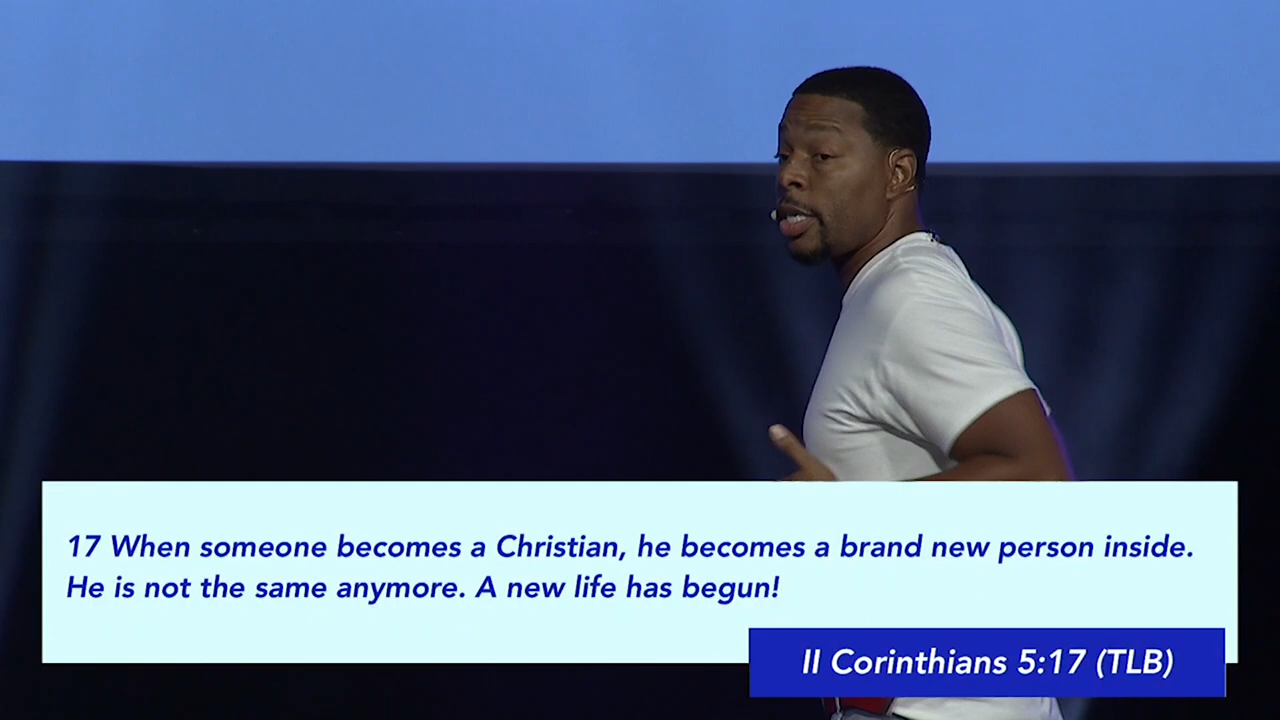 17 When someone becomes a Christian, he becomes a brand new person inside.
He is not the same anymore. A new life has begun!
II Corinthians 5:17 (TLB)